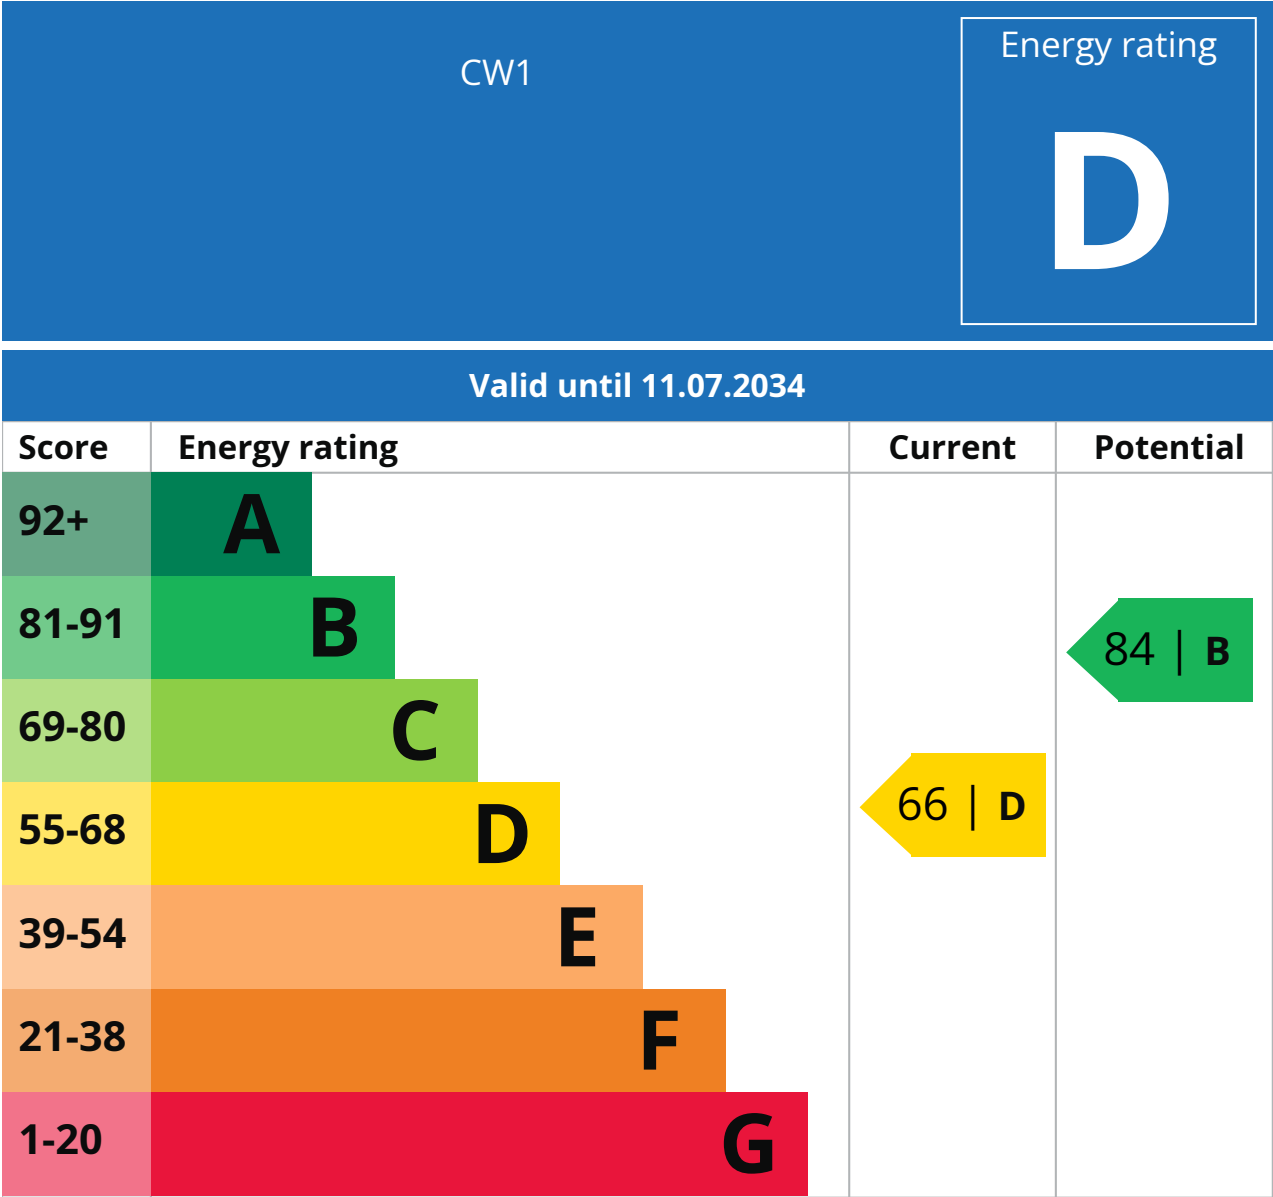 CW1
Energy rating
D
Valid until 11.07.2034
Score Energy rating Current Potential
92+ A
81-91 B
84 | B
69-80 C
55-68 D
66 | D
39-54 E
21-38 F
1-20 G